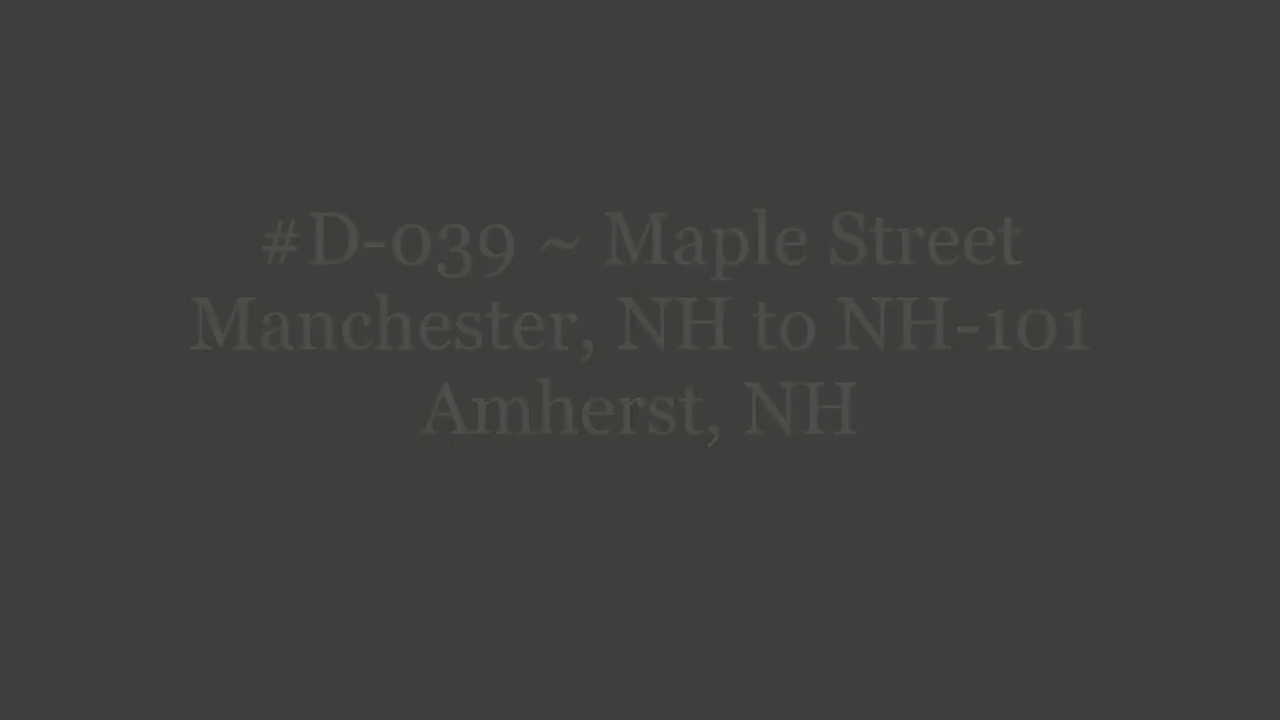 #D-039 ~ Maple Street
Manchester, NH to NH-101
Amherst, NH